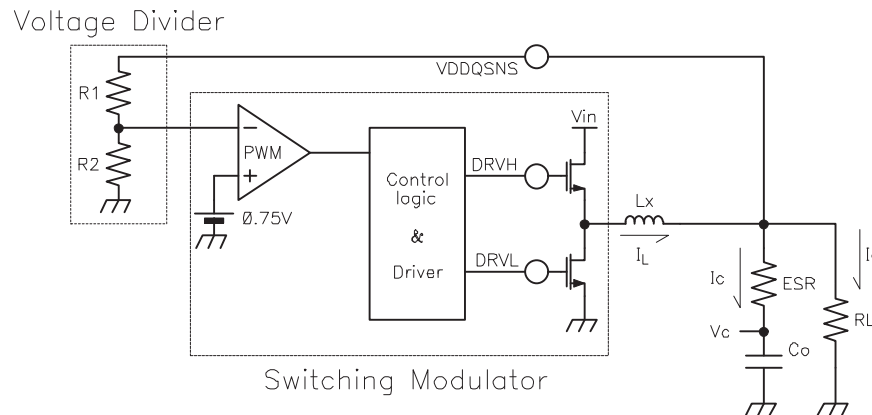 Voltage Divider
VDDQSNS
R1
R2
PWM
0.75V
Control
logic
&
Driver
DRVH
DRVL
Vin
Lx
IL
Ic
ESR
Vc
Co
RL
Switching Modulator